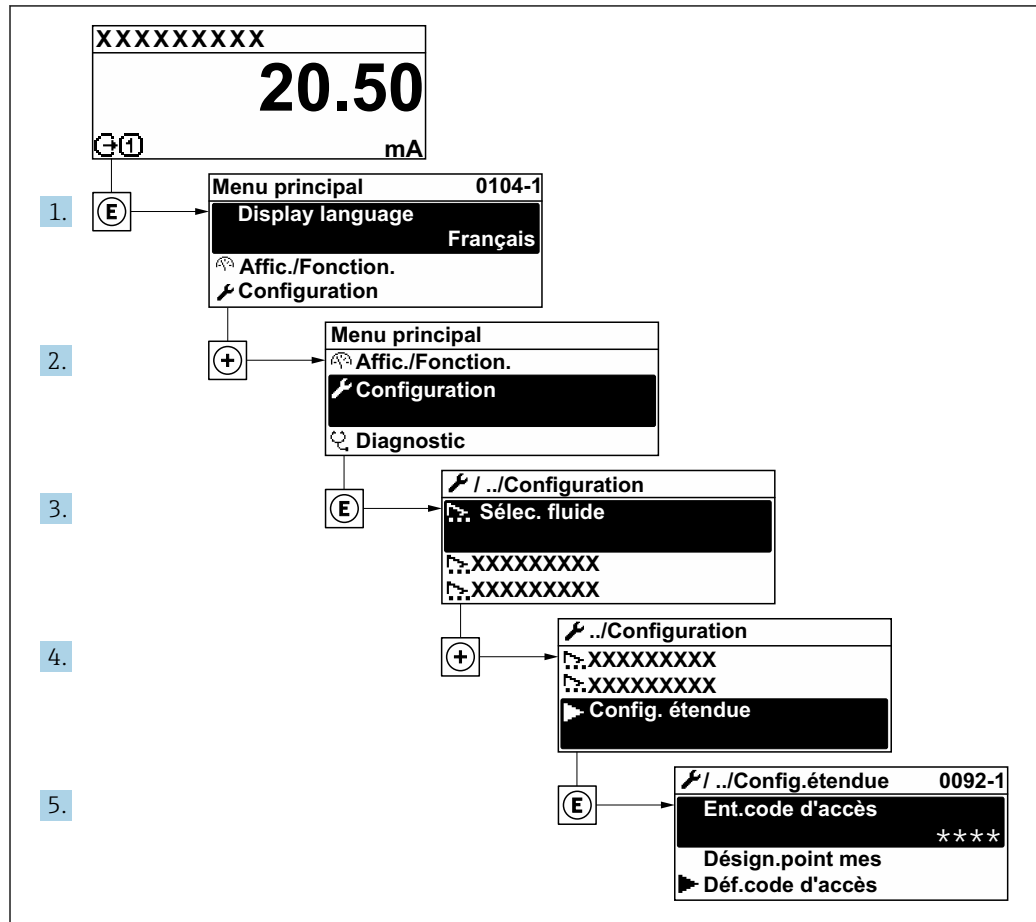 XXXXXXXXX
20.50
1 mA
1. E
Menu principal 0104-1
Display language
Français
Affic./Fonction.
Configuration
2. +
Menu principal
Affic./Fonction.
Configuration
Diagnostic
3. E
/ ../Configuration
Sélec. fluide
XXXXXXXXX
XXXXXXXXX
4. +
../Configuration
XXXXXXXXX
XXXXXXXXX
Config. étendue
5. E
/ ../Config.étendue 0092-1
Ent.code d'accès
****
Désign.point mes
Déf.code d'accès